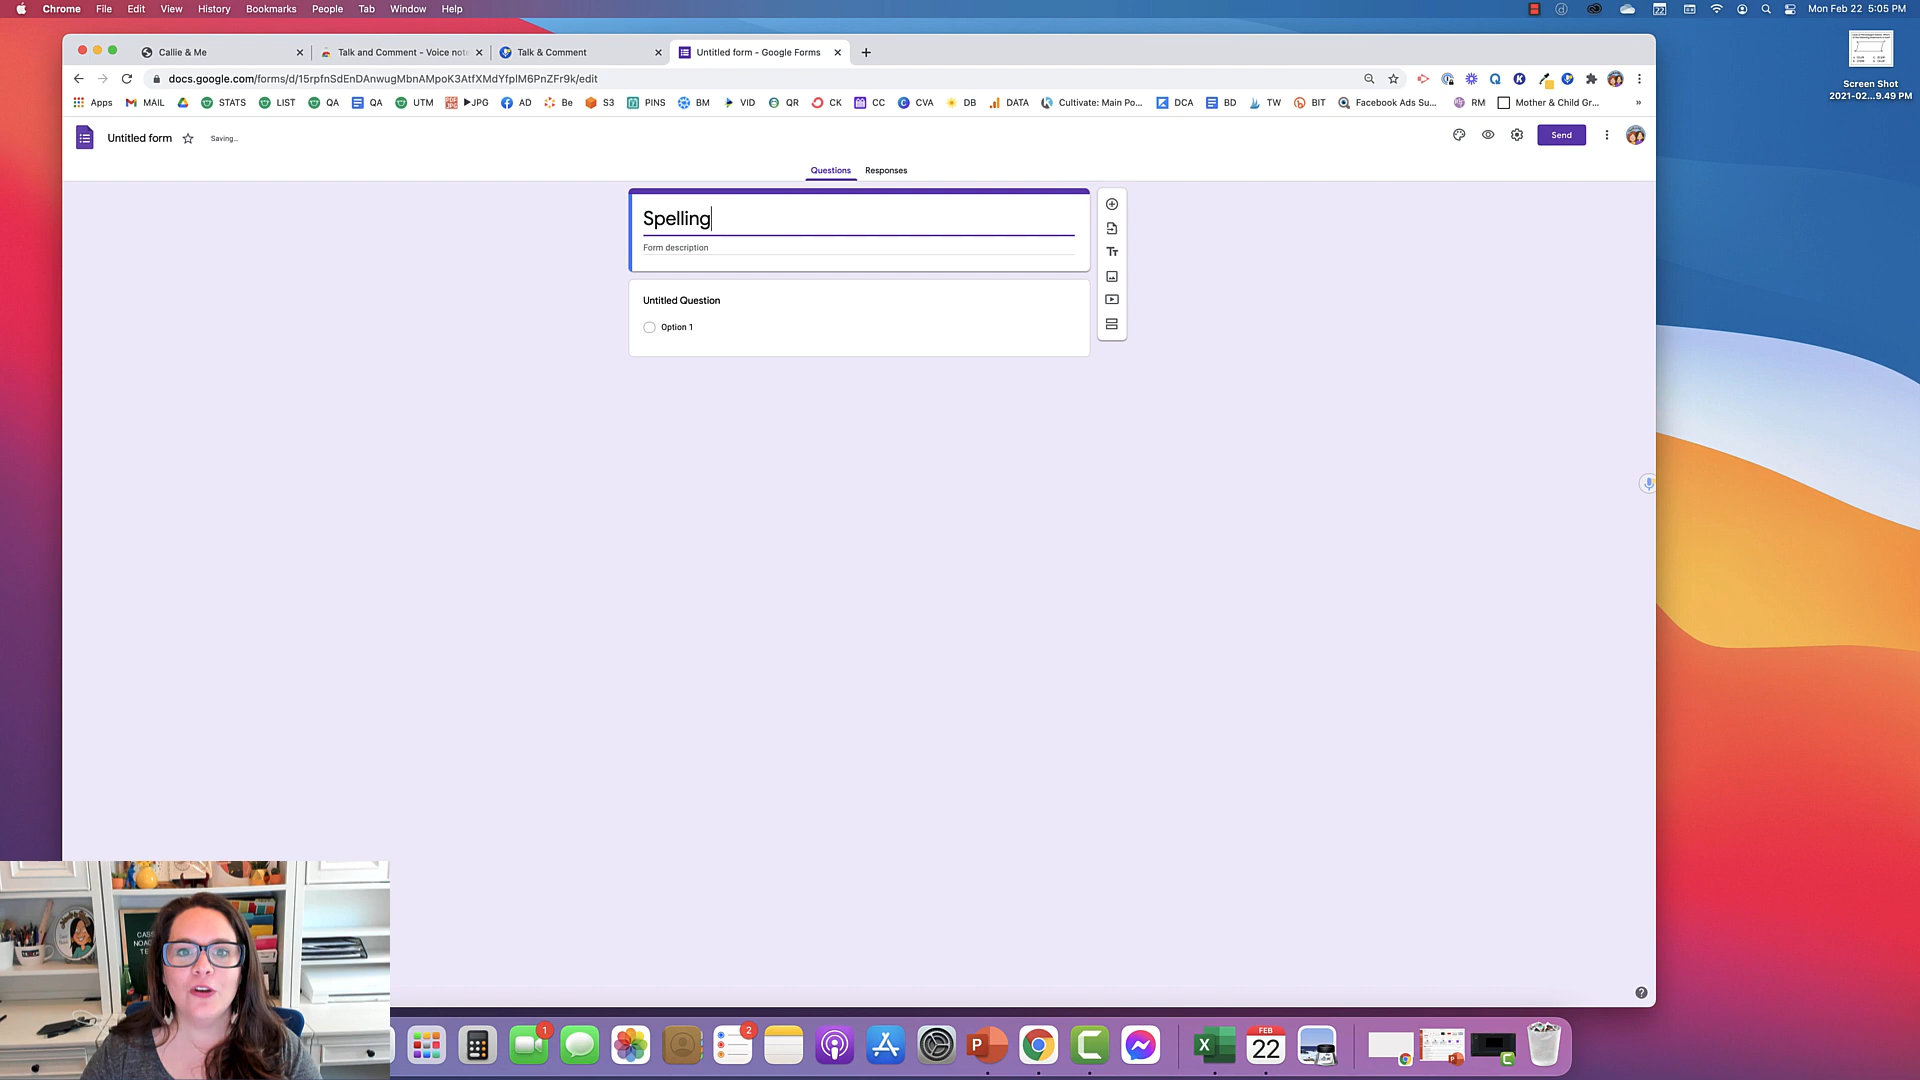 Chrome File Edit View History Bookmarks People Tab Window Help
22 Mon Feb 22 5:05 PM
Callie & Me
Talk and Comment - Voice note
Talk & Comment
Untitled form - Google Forms
docs.google.com/forms/d/15rpfnSdEnDAnwugMbnAMpoK3AtfXMdYfplM6PnZFr9k/edit
Apps MAIL STATS LIST QA QA UTM JPG AD Be S3 PINS BM VID QR CK CC CVA DB DATA Cultivate: Main Po... DCA BD TW BIT Facebook Ads Su... RM Mother & Child Gr... »
Screen Shot
2021-02...9.49 PM
Untitled form Saving...
Send
Questions Responses
Spelling
Form description
Untitled Question
Option 1
1
2
FEB
22